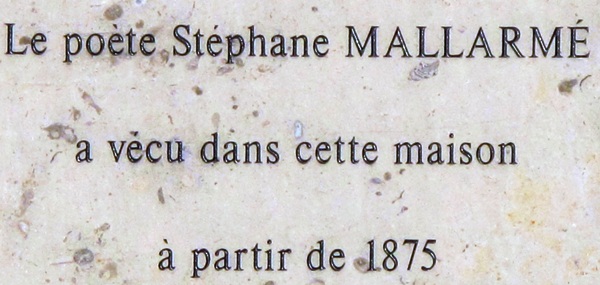 Le poète Stéphane MALLARMÉ
a vécu dans cette maison
à partir de 1875